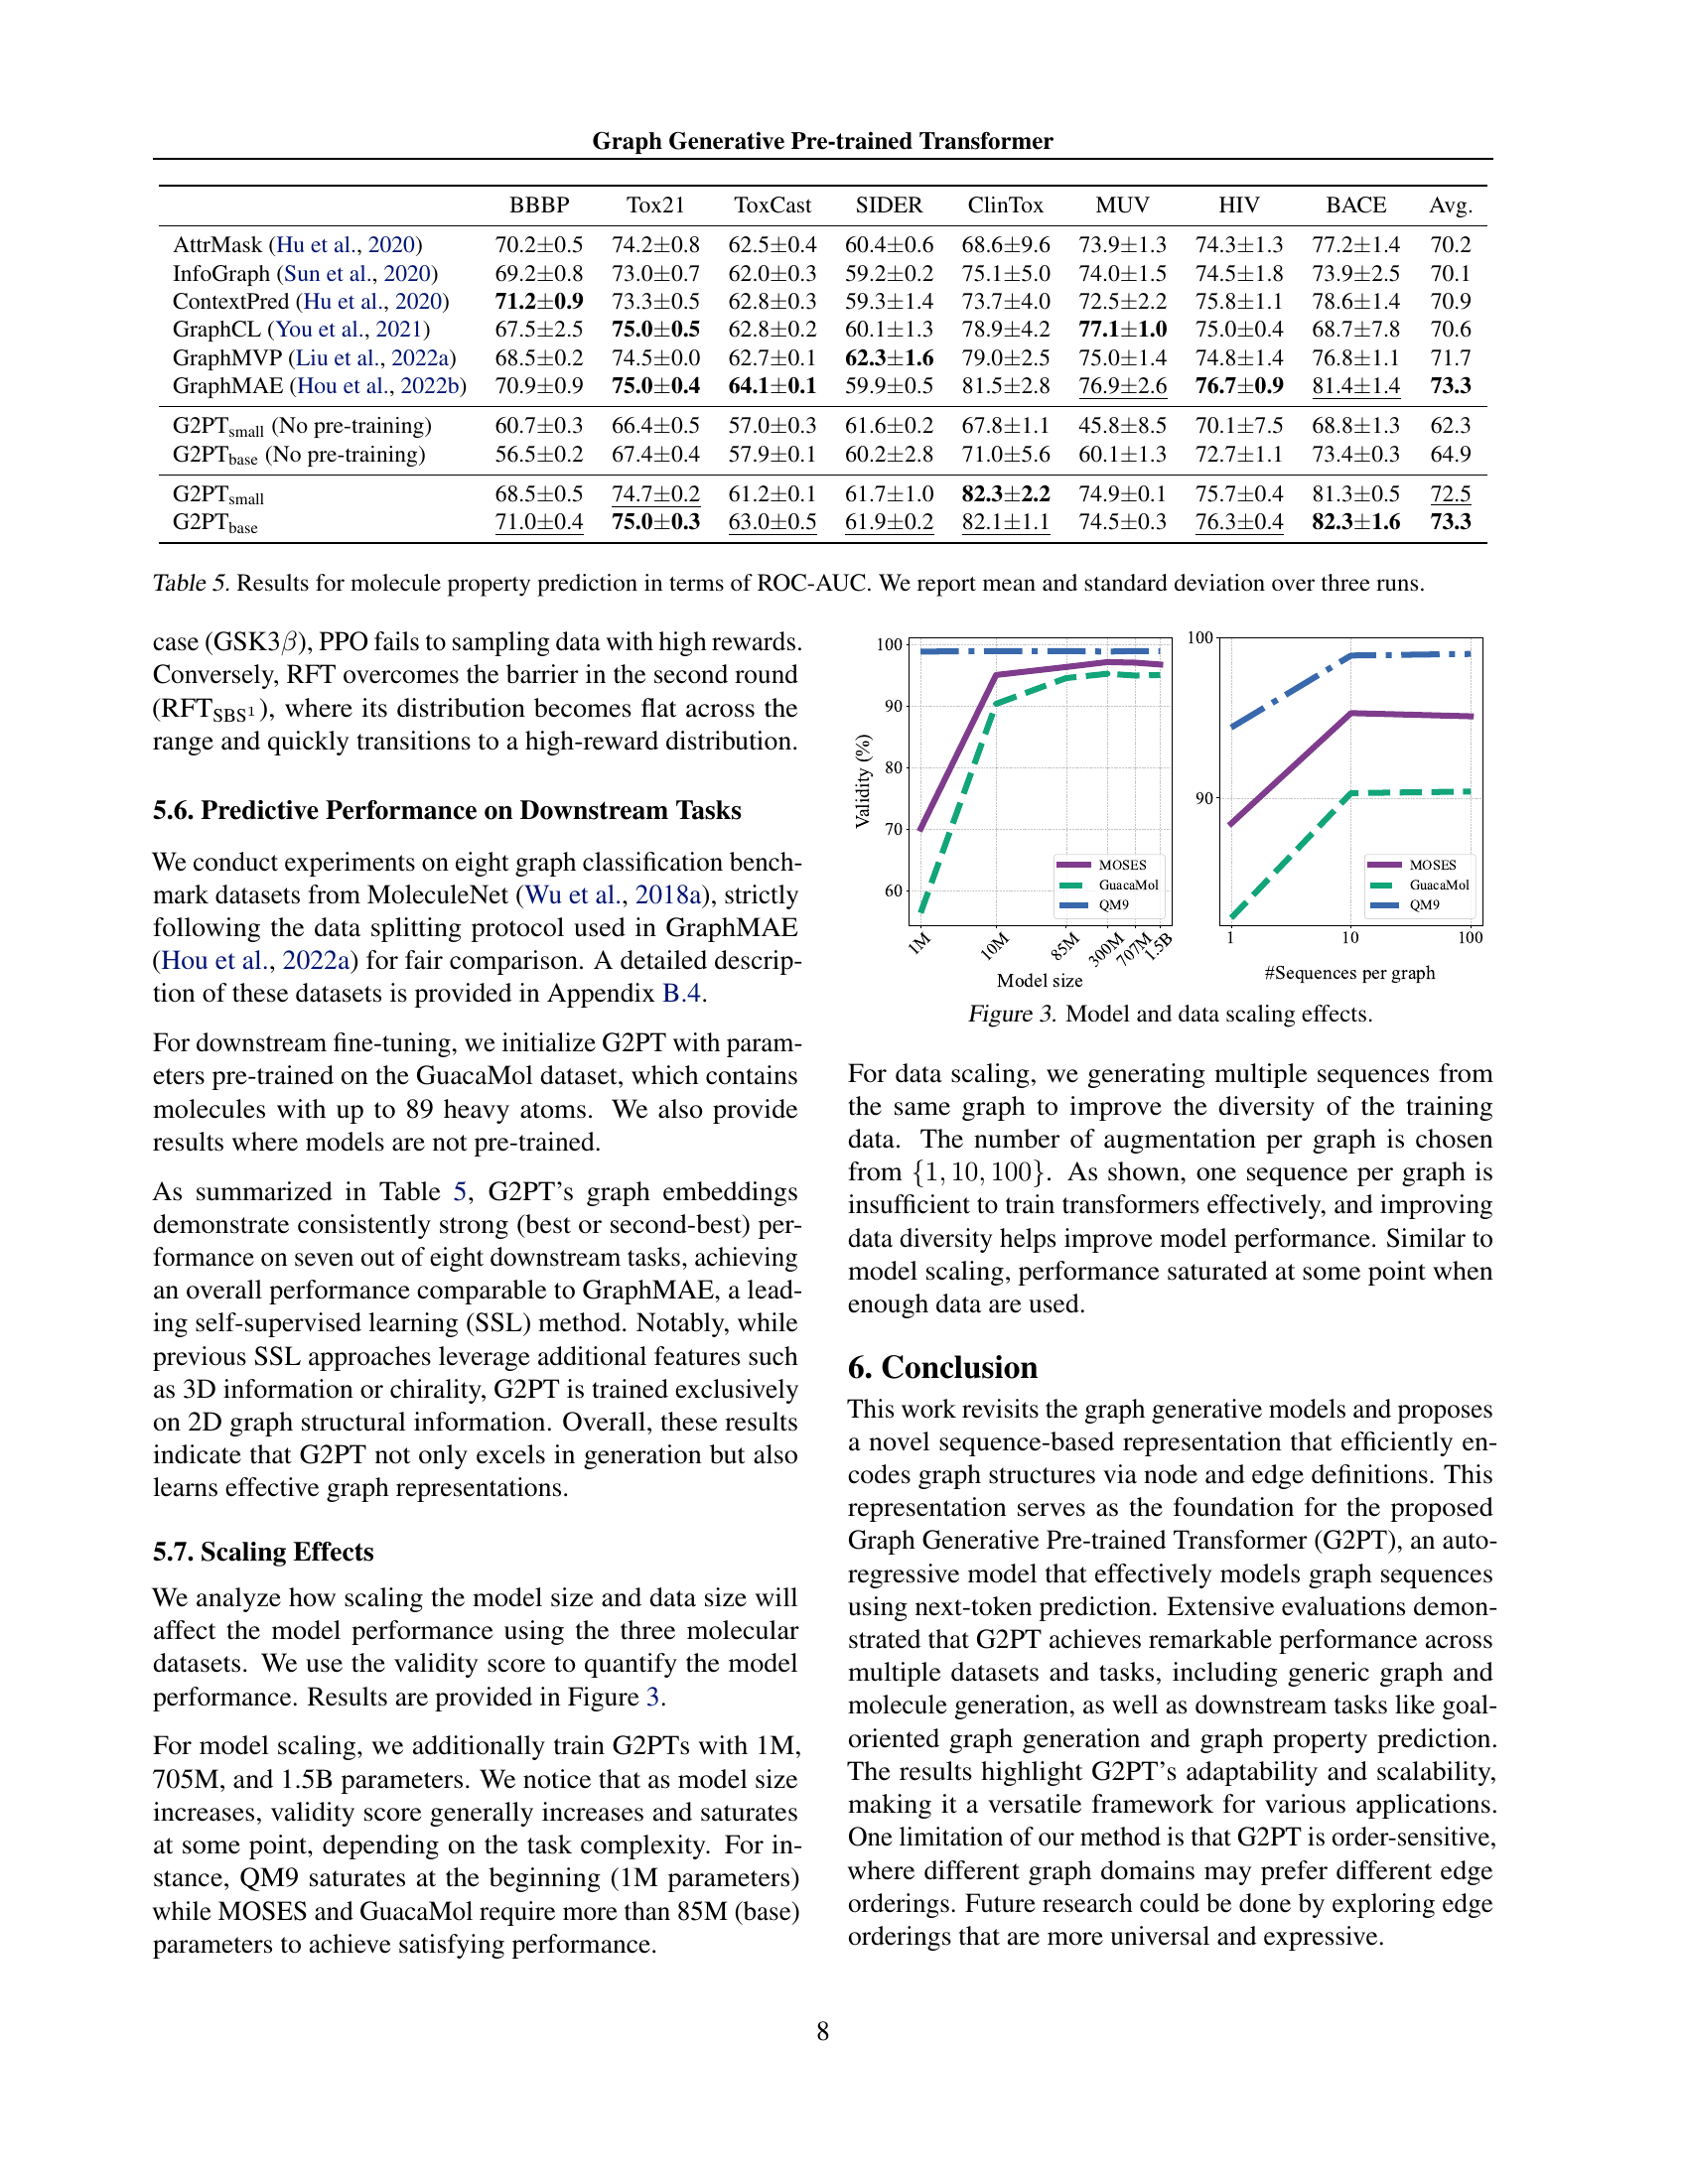 Graph Generative Pre-trained Transformer
BBBP Tox21 ToxCast SIDER ClinTox MUV HIV BACE Avg.
AttrMask (Hu et al., 2020) 70.2±0.5 74.2±0.8 62.5±0.4 60.4±0.6 68.6±9.6 73.9±1.3 74.3±1.3 77.2±1.4 70.2
InfoGraph (Sun et al., 2020) 69.2±0.8 73.0±0.7 62.0±0.3 59.2±0.2 75.1±5.0 74.0±1.5 74.5±1.8 73.9±2.5 70.1
ContextPred (Hu et al., 2020) 71.2±0.9 73.3±0.5 62.8±0.3 59.3±1.4 73.7±4.0 72.5±2.2 75.8±1.1 78.6±1.4 70.9
GraphCL (You et al., 2021) 67.5±2.5 75.0±0.5 62.8±0.2 60.1±1.3 78.9±4.2 77.1±1.0 75.0±0.4 68.7±7.8 70.6
GraphMVP (Liu et al., 2022a) 68.5±0.2 74.5±0.0 62.7±0.1 62.3±1.6 79.0±2.5 75.0±1.4 74.8±1.4 76.8±1.1 71.7
GraphMAE (Hou et al., 2022b) 70.9±0.9 75.0±0.4 64.1±0.1 59.9±0.5 81.5±2.8 76.9±2.6 76.7±0.9 81.4±1.4 73.3
G2PTsmall (No pre-training) 60.7±0.3 66.4±0.5 57.0±0.3 61.6±0.2 67.8±1.1 45.8±8.5 70.1±7.5 68.8±1.3 62.3
G2PTbase (No pre-training) 56.5±0.2 67.4±0.4 57.9±0.1 60.2±2.8 71.0±5.6 60.1±1.3 72.7±1.1 73.4±0.3 64.9
G2PTsmall 68.5±0.5 74.7±0.2 61.2±0.1 61.7±1.0 82.3±2.2 74.9±0.1 75.7±0.4 81.3±0.5 72.5
G2PTbase 71.0±0.4 75.0±0.3 63.0±0.5 61.9±0.2 82.1±1.1 74.5±0.3 76.3±0.4 82.3±1.6 73.3
Table 5. Results for molecule property prediction in terms of ROC-AUC. We report mean and standard deviation over three runs.
case (GSK3β), PPO fails to sampling data with high rewards.
Conversely, RFT overcomes the barrier in the second round
(RFTSBS1), where its distribution becomes flat across the
range and quickly transitions to a high-reward distribution.
5.6. Predictive Performance on Downstream Tasks
We conduct experiments on eight graph classification bench-
mark datasets from MoleculeNet (Wu et al., 2018a), strictly
following the data splitting protocol used in GraphMAE
(Hou et al., 2022a) for fair comparison. A detailed descrip-
tion of these datasets is provided in Appendix B.4.
For downstream fine-tuning, we initialize G2PT with param-
eters pre-trained on the GuacaMol dataset, which contains
molecules with up to 89 heavy atoms. We also provide
results where models are not pre-trained.
As summarized in Table 5, G2PT's graph embeddings
demonstrate consistently strong (best or second-best) per-
formance on seven out of eight downstream tasks, achieving
an overall performance comparable to GraphMAE, a lead-
ing self-supervised learning (SSL) method. Notably, while
previous SSL approaches leverage additional features such
as 3D information or chirality, G2PT is trained exclusively
on 2D graph structural information. Overall, these results
indicate that G2PT not only excels in generation but also
learns effective graph representations.
5.7. Scaling Effects
We analyze how scaling the model size and data size will
affect the model performance using the three molecular
datasets. We use the validity score to quantify the model
performance. Results are provided in Figure 3.
For model scaling, we additionally train G2PTs with 1M,
705M, and 1.5B parameters. We notice that as model size
increases, validity score generally increases and saturates
at some point, depending on the task complexity. For in-
stance, QM9 saturates at the beginning (1M parameters)
while MOSES and GuacaMol require more than 85M (base)
parameters to achieve satisfying performance.
100
90
80
70
60
Validity (%)
MOSES
GuacaMol
QM9
1M 10M 85M 300M 707M 1.5B
Model size
100
90
MOSES
GuacaMol
QM9
1 10 100
#Sequences per graph
Figure 3. Model and data scaling effects.
For data scaling, we generating multiple sequences from
the same graph to improve the diversity of the training
data. The number of augmentation per graph is chosen
from {1, 10, 100}. As shown, one sequence per graph is
insufficient to train transformers effectively, and improving
data diversity helps improve model performance. Similar to
model scaling, performance saturated at some point when
enough data are used.
6. Conclusion
This work revisits the graph generative models and proposes
a novel sequence-based representation that efficiently en-
codes graph structures via node and edge definitions. This
representation serves as the foundation for the proposed
Graph Generative Pre-trained Transformer (G2PT), an auto-
regressive model that effectively models graph sequences
using next-token prediction. Extensive evaluations demon-
strated that G2PT achieves remarkable performance across
multiple datasets and tasks, including generic graph and
molecule generation, as well as downstream tasks like goal-
oriented graph generation and graph property prediction.
The results highlight G2PT's adaptability and scalability,
making it a versatile framework for various applications.
One limitation of our method is that G2PT is order-sensitive,
where different graph domains may prefer different edge
orderings. Future research could be done by exploring edge
orderings that are more universal and expressive.
8